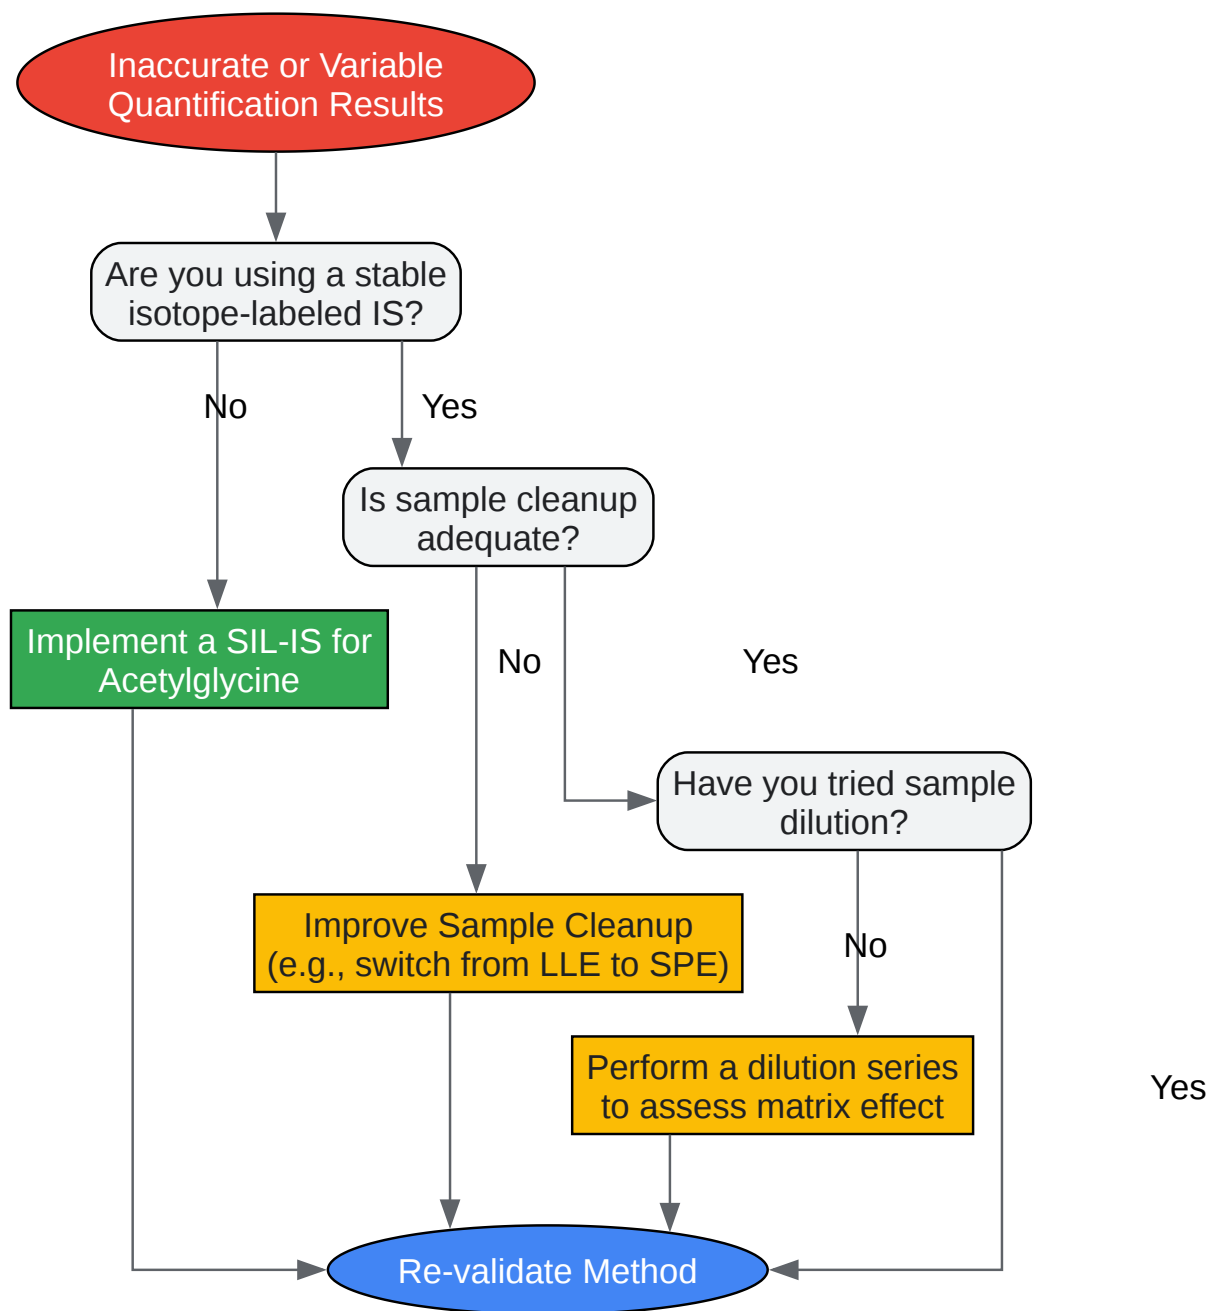 Inaccurate or Variable
Quantification Results
Are you using a stable
isotope-labeled IS?
No
Yes
Is sample cleanup
adequate?
Implement a SIL-IS for
Acetylglycine
No
Yes
Have you tried sample
dilution?
Improve Sample Cleanup
(e.g., switch from LLE to SPE)
No
Perform a dilution series
to assess matrix effect
Yes
Re-validate Method